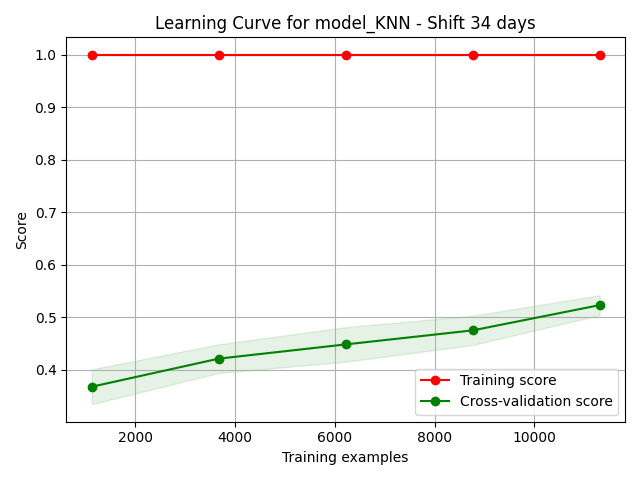 Learning Curve for model_KNN - Shift 34 days
1.0
0.9
0.8
0.7
0.6
0.5
0.4
Score
Training score
Cross-validation score
2000 4000 6000 8000 10000
Training examples